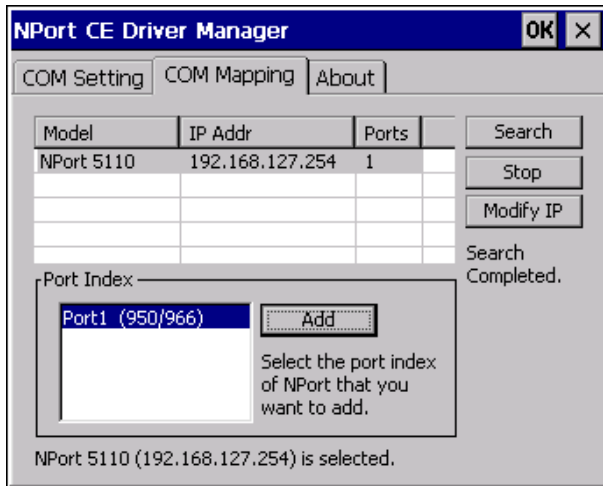 NPort CE Driver Manager OK ×
COM Setting COM Mapping About
Model IP Addr Ports Search
NPort 5110 192.168.127.254 1
Stop
Modify IP
Search
Completed.
Port Index
Port1 (950/966) Add
Select the port index
of NPort that you
want to add.
NPort 5110 (192.168.127.254) is selected.